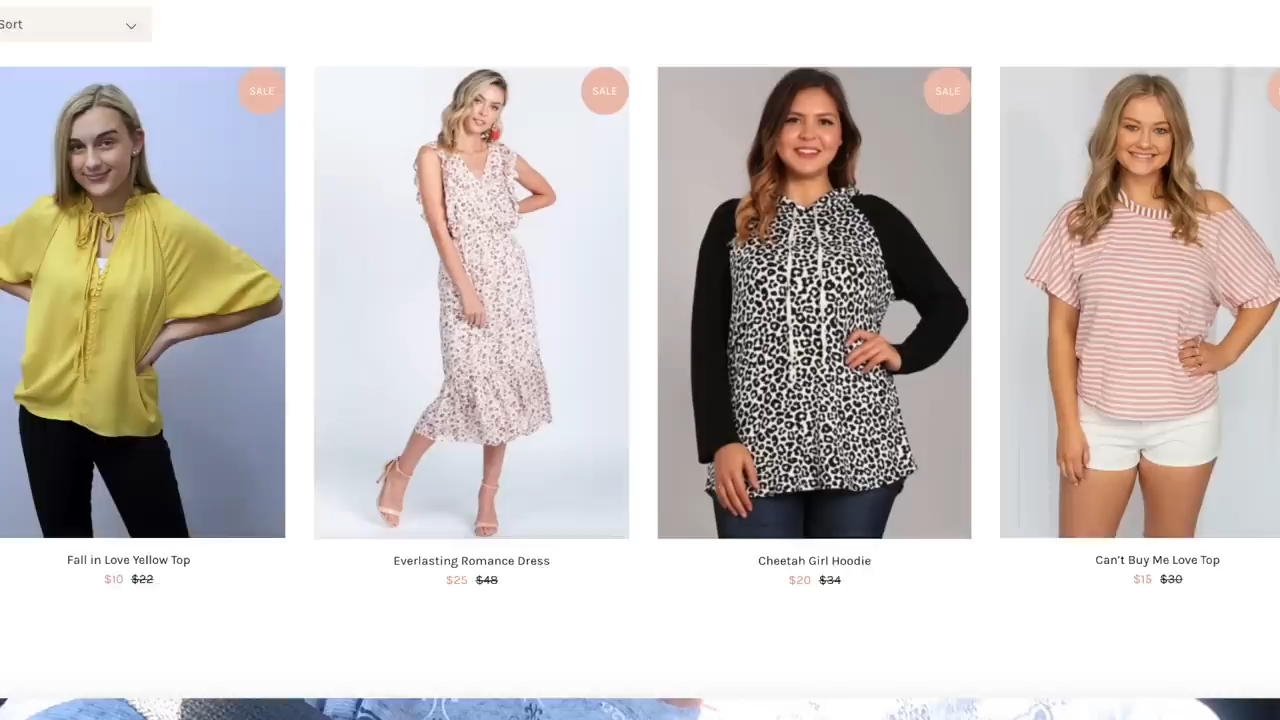 Sort
SALE
SALE
SALE
Fall in Love Yellow Top
$10 $22
Everlasting Romance Dress
$25 $48
Cheetah Girl Hoodie
$20 $34
Can't Buy Me Love Top
$15 $30